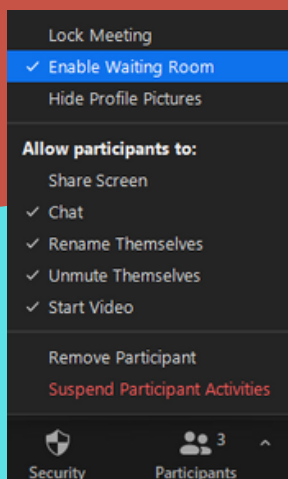 Lock Meeting
Enable Waiting Room
Hide Profile Pictures
Allow participants to:
Share Screen
Chat
Rename Themselves
Unmute Themselves
Start Video
Remove Participant
Suspend Participant Activities
3
Security Participants